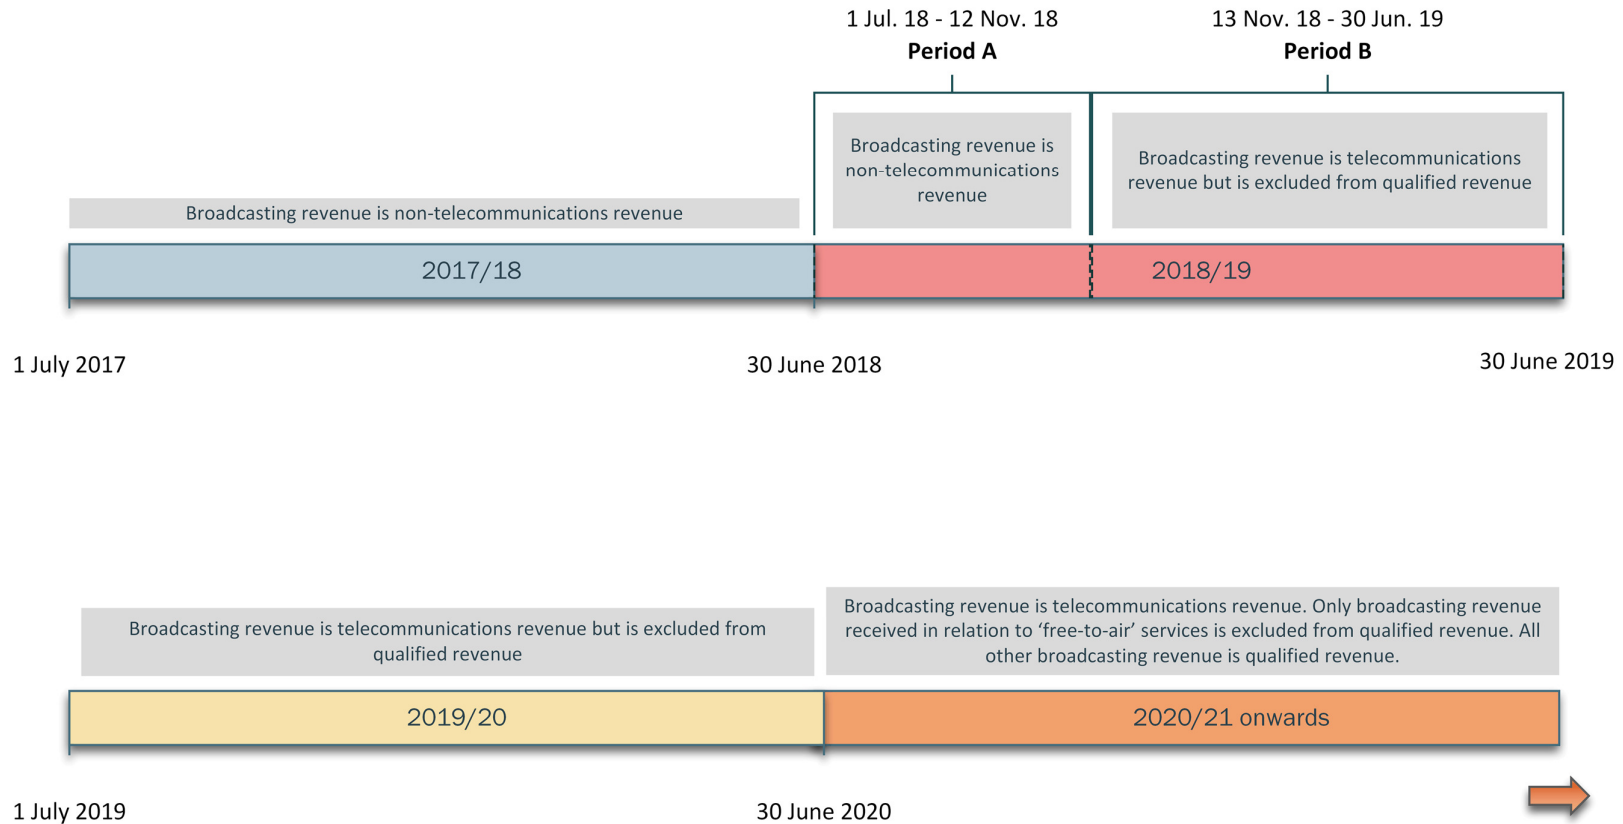 1 Jul. 18 - 12 Nov. 18
Period A
13 Nov. 18 - 30 Jun. 19
Period B
Broadcasting revenue is
non-telecommunications
revenue
Broadcasting revenue is telecommunications
revenue but is excluded from qualified revenue
Broadcasting revenue is non-telecommunications revenue
2017/18
2018/19
1 July 2017
30 June 2018
30 June 2019
Broadcasting revenue is telecommunications revenue but is excluded from
qualified revenue
Broadcasting revenue is telecommunications revenue. Only broadcasting revenue
received in relation to ‘free-to-air’ services is excluded from qualified revenue. All
other broadcasting revenue is qualified revenue.
2019/20
2020/21 onwards
1 July 2019
30 June 2020